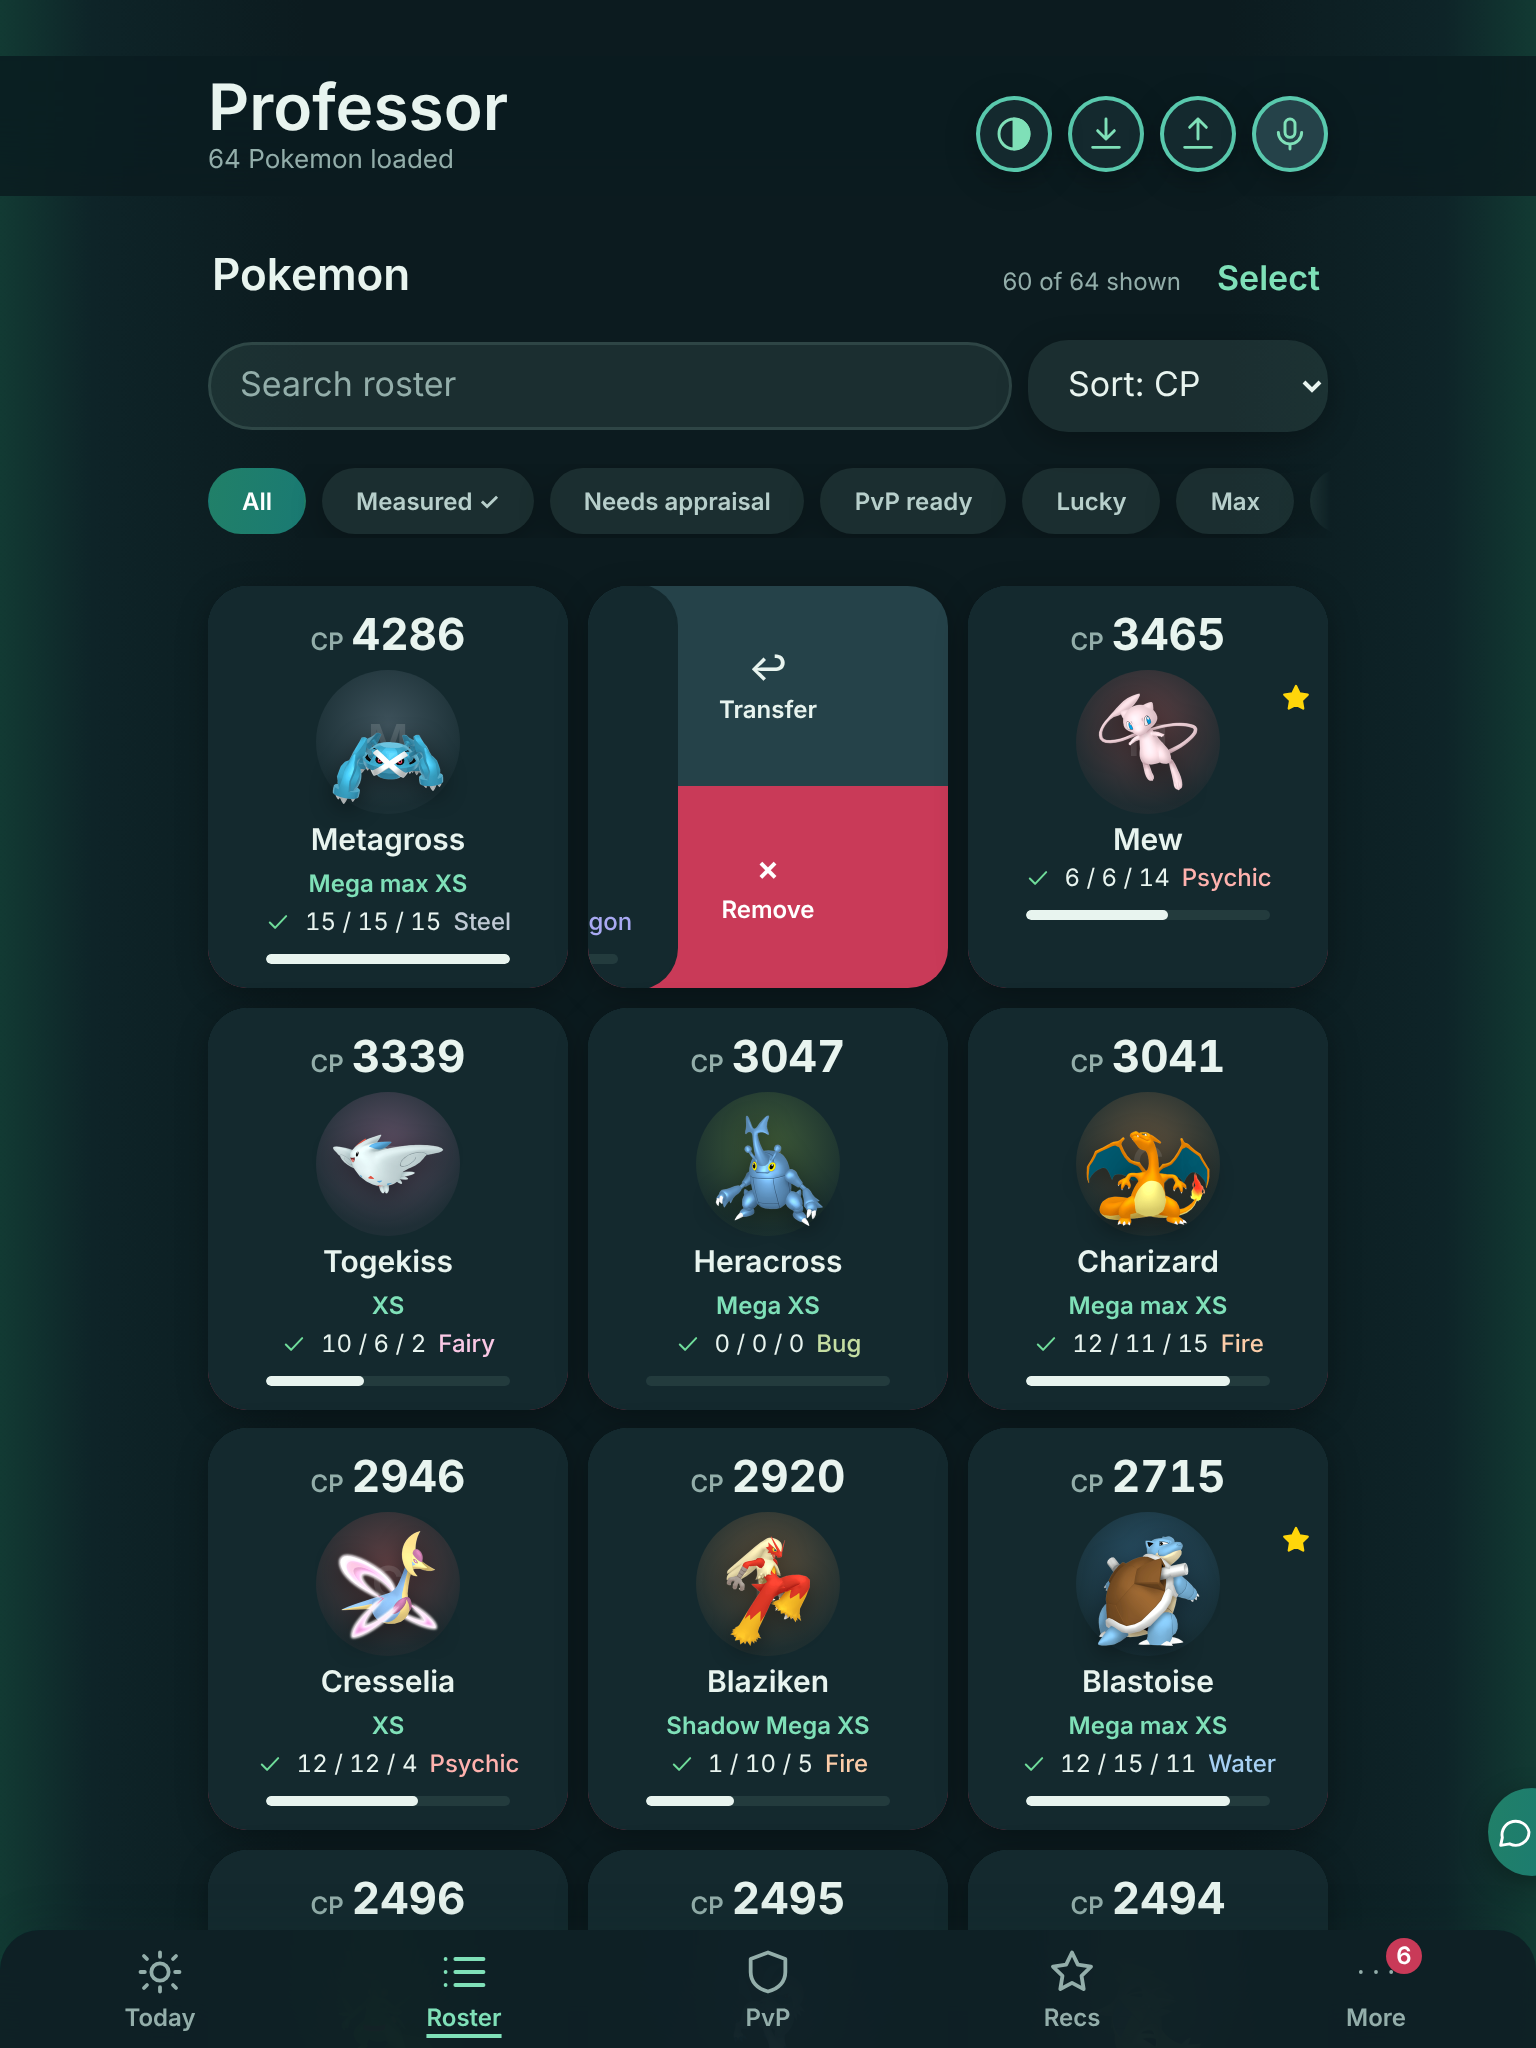 Professor
64 Pokemon loaded
Pokemon
60 of 64 shown
Select
Search roster
Sort: CP
All
Measured ✓
Needs appraisal
PvP ready
Lucky
Max
CP 4286
Metagross
Mega max XS
✓ 15 / 15 / 15 Steel
gon
Transfer
× Remove
CP 3465
Mew
✓ 6 / 6 / 14 Psychic
CP 3339
Togekiss
XS
✓ 10 / 6 / 2 Fairy
CP 3047
Heracross
Mega XS
✓ 0 / 0 / 0 Bug
CP 3041
Charizard
Mega max XS
✓ 12 / 11 / 15 Fire
CP 2946
Cresselia
XS
✓ 12 / 12 / 4 Psychic
CP 2920
Blaziken
Shadow Mega XS
✓ 1 / 10 / 5 Fire
CP 2715
Blastoise
Mega max XS
✓ 12 / 15 / 11 Water
CP 2496
CP 2495
CP 2494
Today
Roster
PvP
Recs
6
More